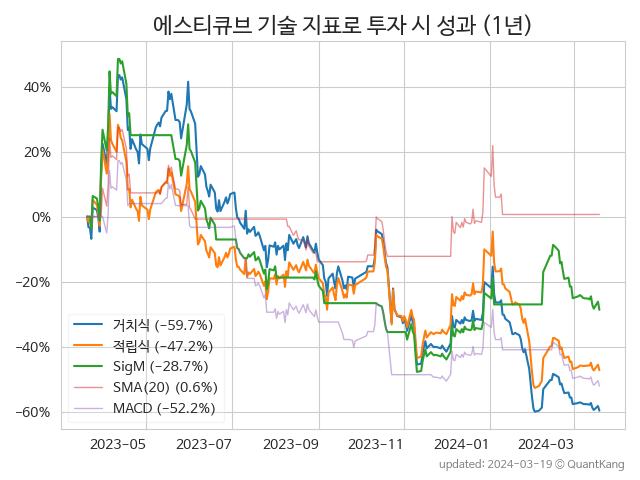 에스티큐브 기술 지표로 투자 시 성과 (1년)
40%
20%
0%
−20%
−40%
−60%
거치식 (−59.7%)
적립식 (−47.2%)
SigM (−28.7%)
SMA(20) (0.6%)
MACD (−52.2%)
2023-05
2023-07
2023-09
2023-11
2024-01
2024-03
updated: 2024-03-19 © QuantKang